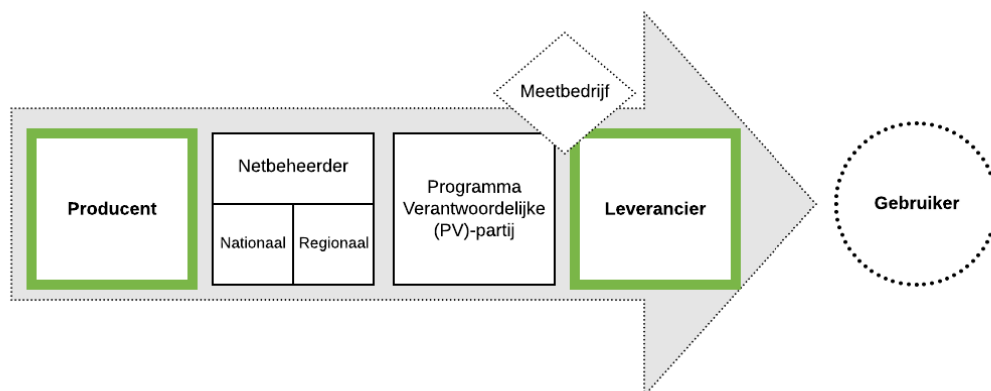 Meetbedrijf
Producent
Netbeheerder
Nationaal
Regionaal
Programma
Verantwoordelijke
(PV)-partij
Leverancier
Gebruiker